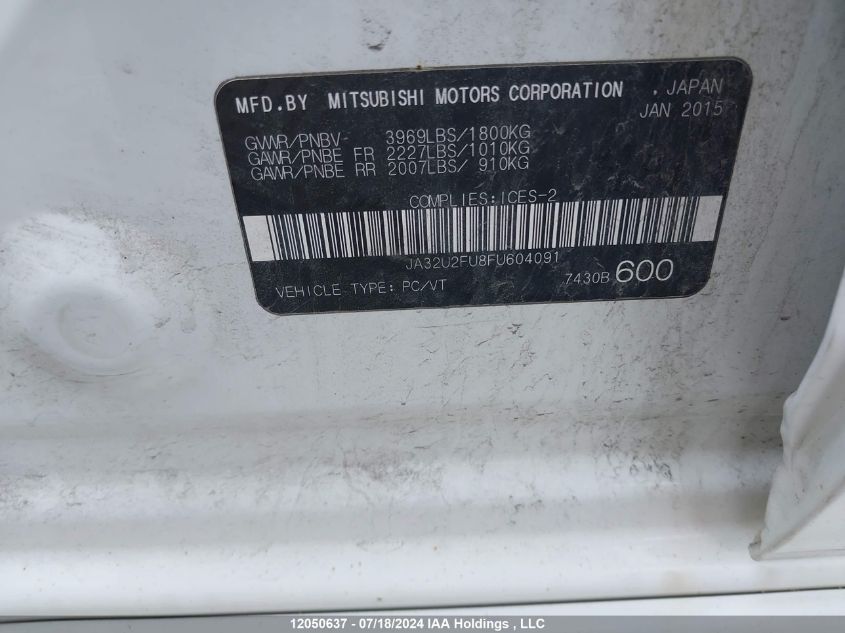 MFD.BY MITSUBISHI MOTORS CORPORATION , JAPAN
JAN 2015
GVWR/PNBV 3969LBS/1800KG
GAWR/PNBE FR 2227LBS/1010KG
GAWR/PNBE RR 2007LBS/ 910KG
COMPLIES:ICES-2
JA32U2FU8FU604091
VEHICLE TYPE: PC/VT 7430B 600
12050637 - 07/18/2024 IAA Holdings , LLC